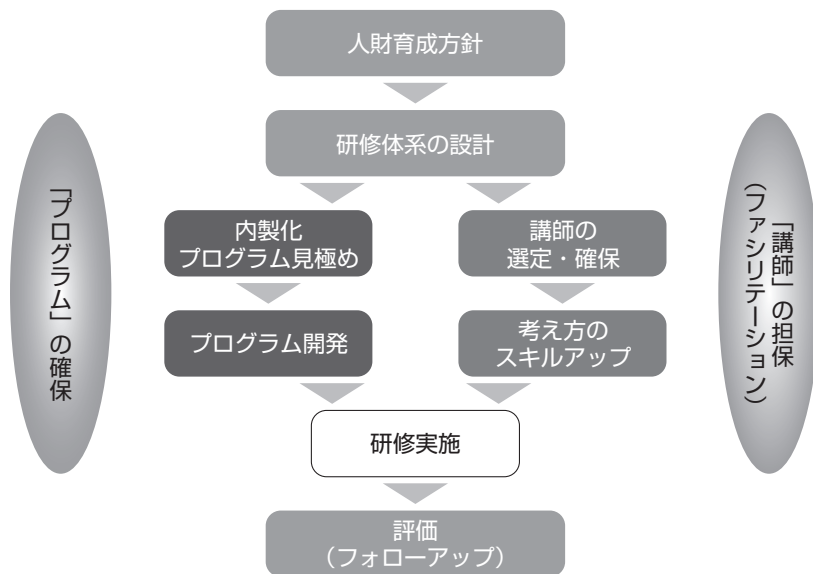 人財育成方針
研修体系の設計
「プログラム」の確保
内製化
プログラム見極め
講師の
選定・確保
「講師」の担保
(ファシリテーション)
プログラム開発
考え方の
スキルアップ
研修実施
評価
(フォローアップ)